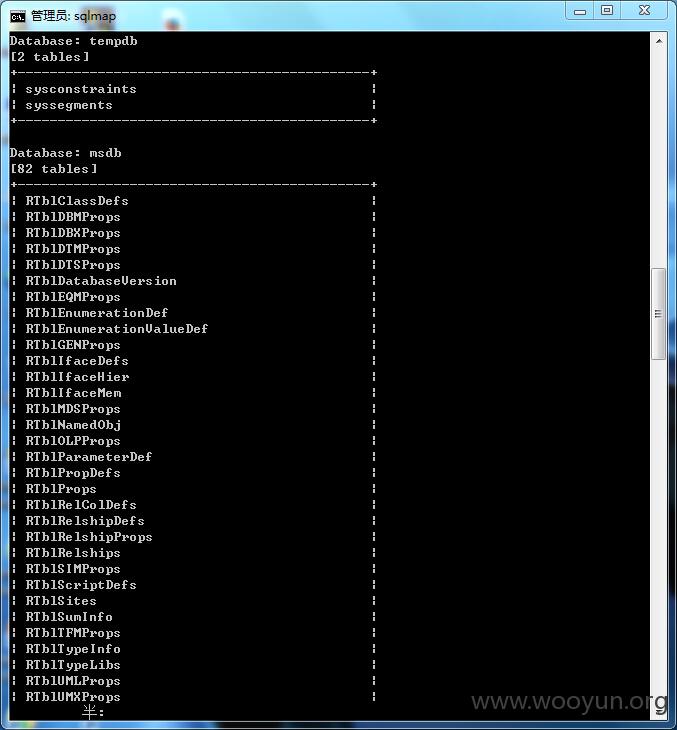 管理员: sqlmap
Database: tempdb
[2 tables]
+--------------------------------------------+
| sysconstraints |
| syssegments |
+--------------------------------------------+
Database: msdb
[82 tables]
+--------------------------------------------+
| RTblClassDefs |
| RTblDBMProps |
| RTblDBXProps |
| RTblDTMProps |
| RTblDTSProps |
| RTblDatabaseVersion |
| RTblEQMProps |
| RTblEnumerationDef |
| RTblEnumerationValueDef |
| RTblGENProps |
| RTblIfaceDefs |
| RTblIfaceHier |
| RTblIfaceMem |
| RTblMDSProps |
| RTblNamedObj |
| RTblOLPProps |
| RTblParameterDef |
| RTblPropDefs |
| RTblProps |
| RTblRelColDefs |
| RTblRelshipDefs |
| RTblRelshipProps |
| RTblRelships |
| RTblSIMProps |
| RTblScriptDefs |
| RTblSites |
| RTblSumInfo |
| RTblTFMProps |
| RTblTypeInfo |
| RTblTypeLibs |
| RTblUMLProps |
| RTblUMXProps |
半:
www.wooyun.org